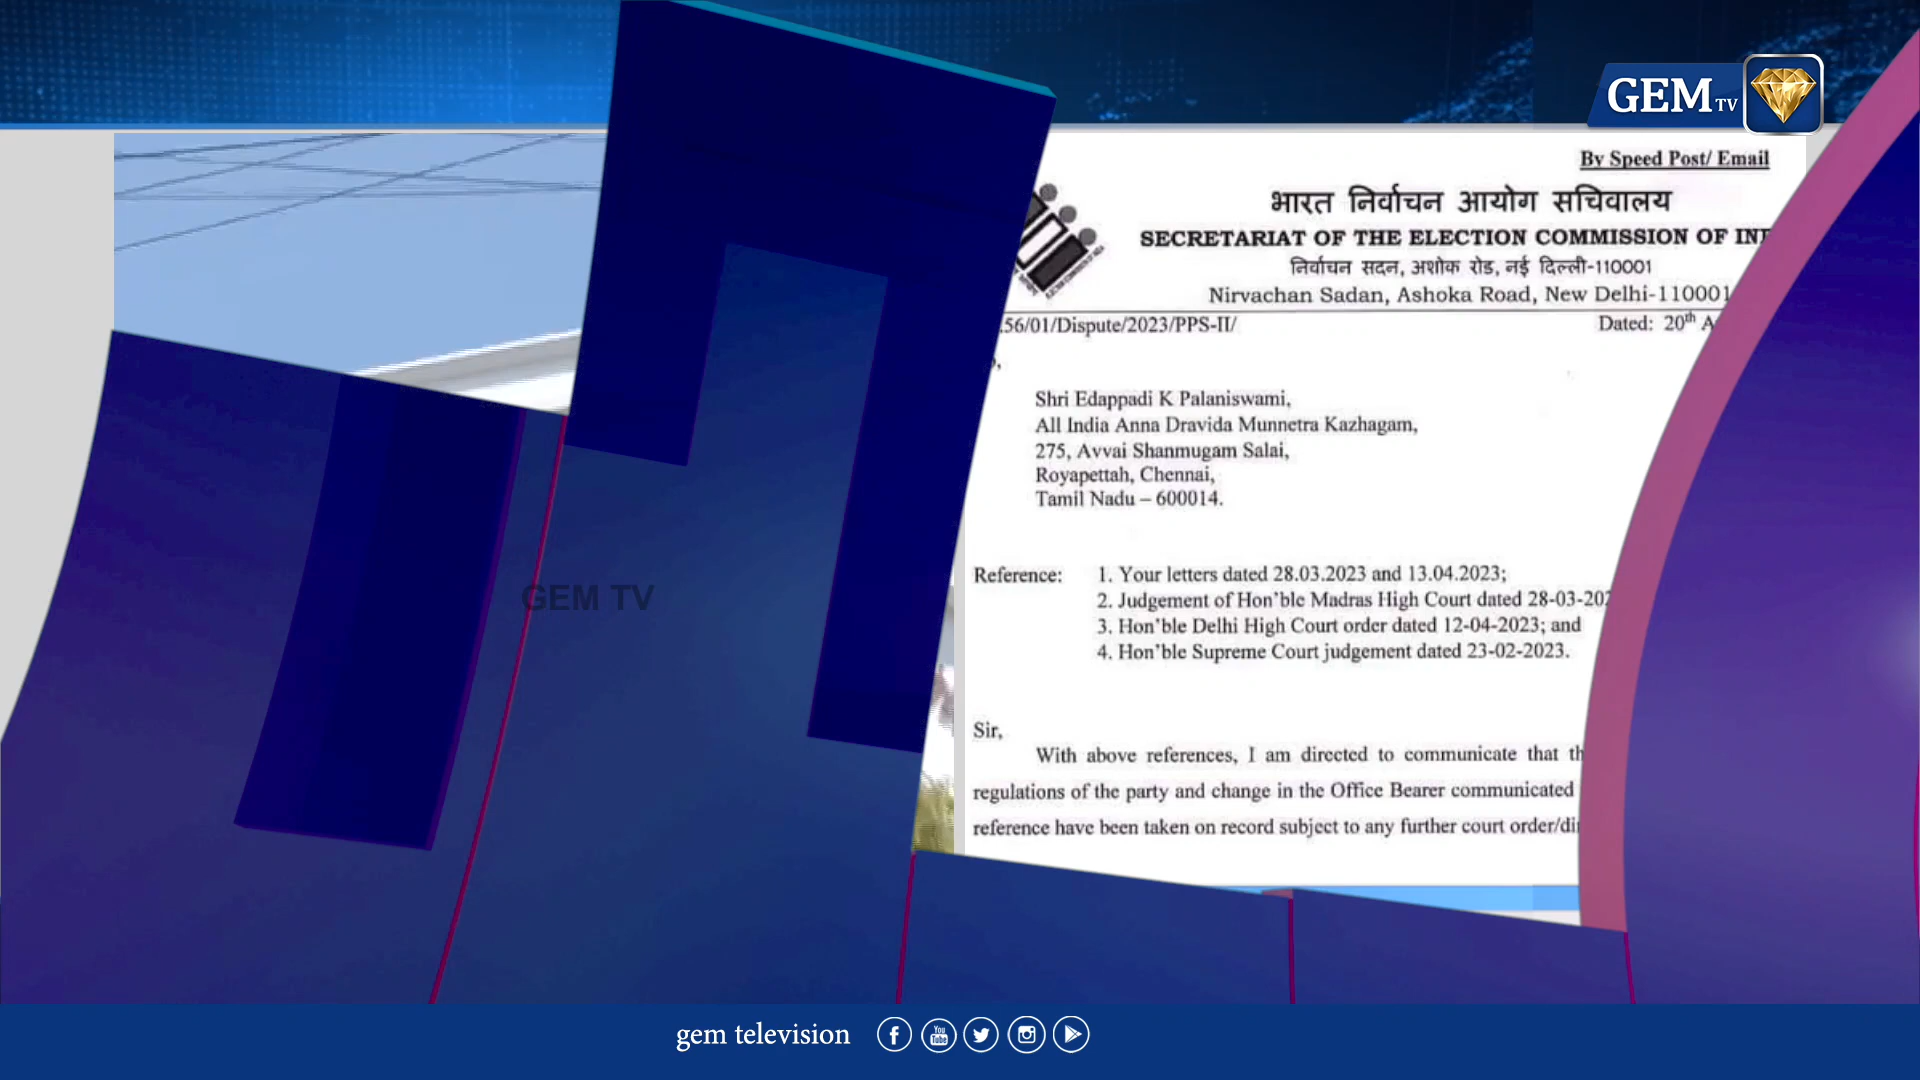 GEM TV
By Speed Post/ Email
भारत निर्वाचन आयोग सचिवालय
SECRETARIAT OF THE ELECTION COMMISSION OF
निर्वाचन सदन, अशोक रोड, नई दिल्ली-110001
Nirvachan Sadan, Ashoka Road, New Delhi-110001
.56/01/Dispute/2023/PPS-II/ Dated: 20th
Shri Edappadi K Palaniswami,
All India Anna Dravida Munnetra Kazhagam,
275, Avvai Shanmugam Salai,
Royapettah, Chennai,
Tamil Nadu – 600014.
Reference: 1. Your letters dated 28.03.2023 and 13.04.2023;
2. Judgement of Hon'ble Madras High Court dated 28-03-202
3. Hon'ble Delhi High Court order dated 12-04-2023; and
4. Hon'ble Supreme Court judgement dated 23-02-2023.
GEM TV
Sir,
With above references, I am directed to communicate that
regulations of the party and change in the Office Bearer communicated
reference have been taken on record subject to any further court
gem television